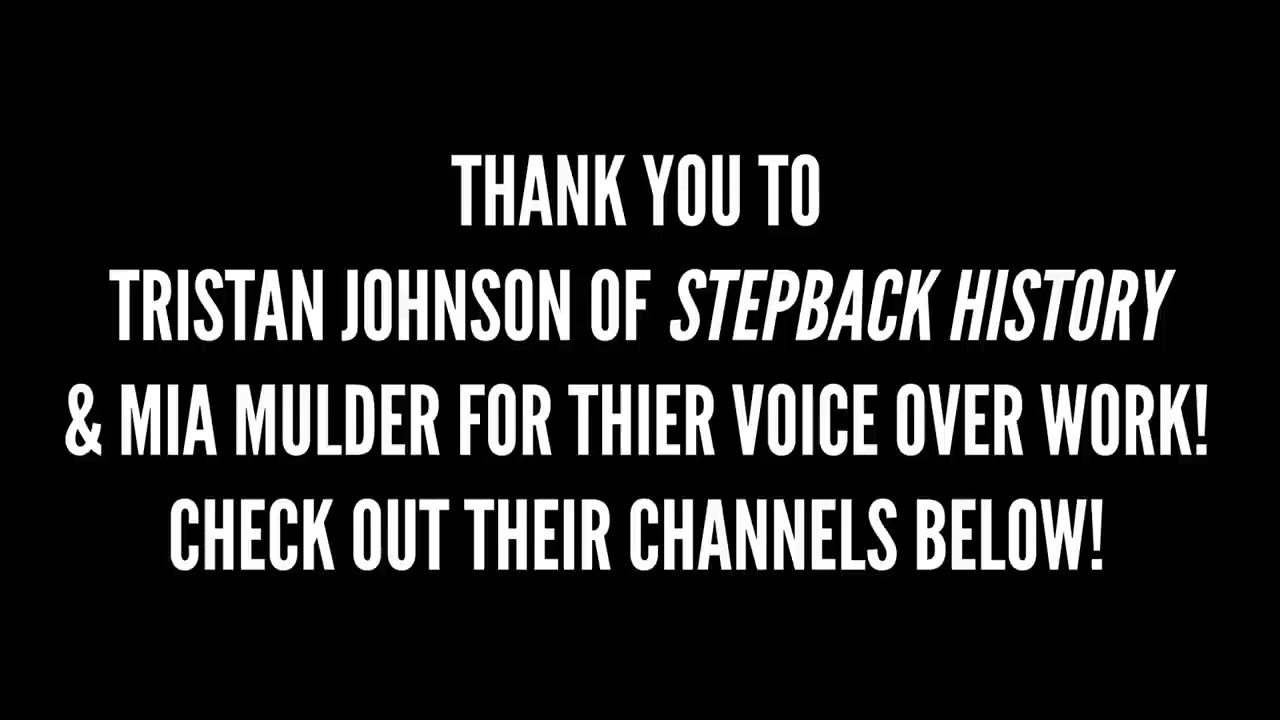 THANK YOU TO
TRISTAN JOHNSON OF STEPBACK HISTORY
& MIA MULDER FOR THIER VOICE OVER WORK!
CHECK OUT THEIR CHANNELS BELOW!